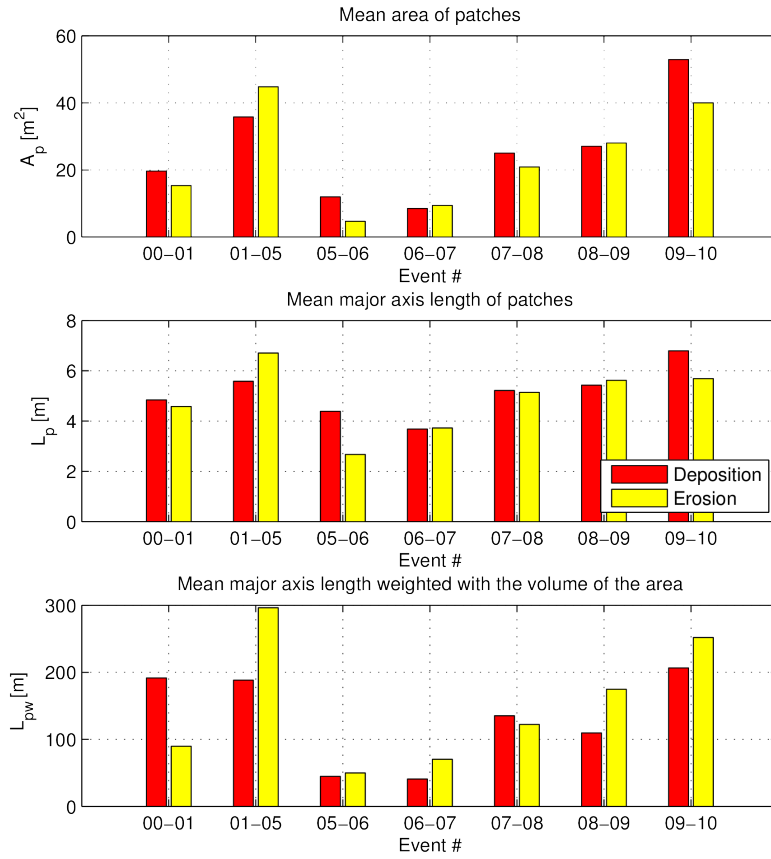 Mean area of patches
60
40
20
0
A_p [m^2]
00−01 01−05 05−06 06−07 07−08 08−09 09−10
Event #
Mean major axis length of patches
8
6
4
2
0
L_p [m]
Deposition
Erosion
00−01 01−05 05−06 06−07 07−08 08−09 09−10
Event #
Mean major axis length weighted with the volume of the area
300
200
100
0
L_pw [m]
00−01 01−05 05−06 06−07 07−08 08−09 09−10
Event #